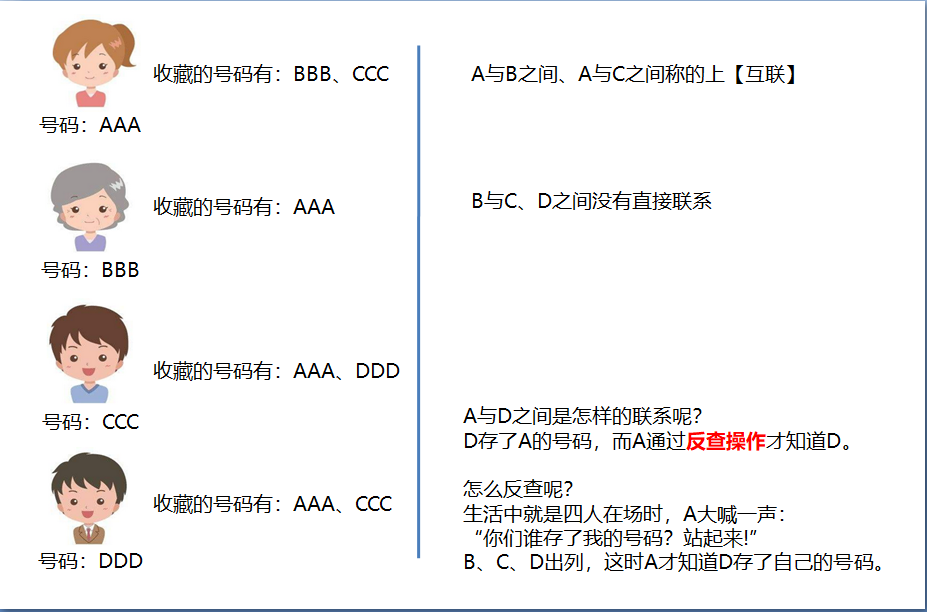 收藏的号码有：BBB、CCC
号码：AAA
收藏的号码有：AAA
号码：BBB
收藏的号码有：AAA、DDD
号码：CCC
收藏的号码有：AAA、CCC
号码：DDD
A与B之间、A与C之间称的上【互联】
B与C、D之间没有直接联系
A与D之间是怎样的联系呢？
D存了A的号码，而A通过反查操作才知道D。
怎么反查呢？
生活中就是四人在场时，A大喊一声：
“你们谁存了我的号码？站起来!”
B、C、D出列，这时A才知道D存了自己的号码。